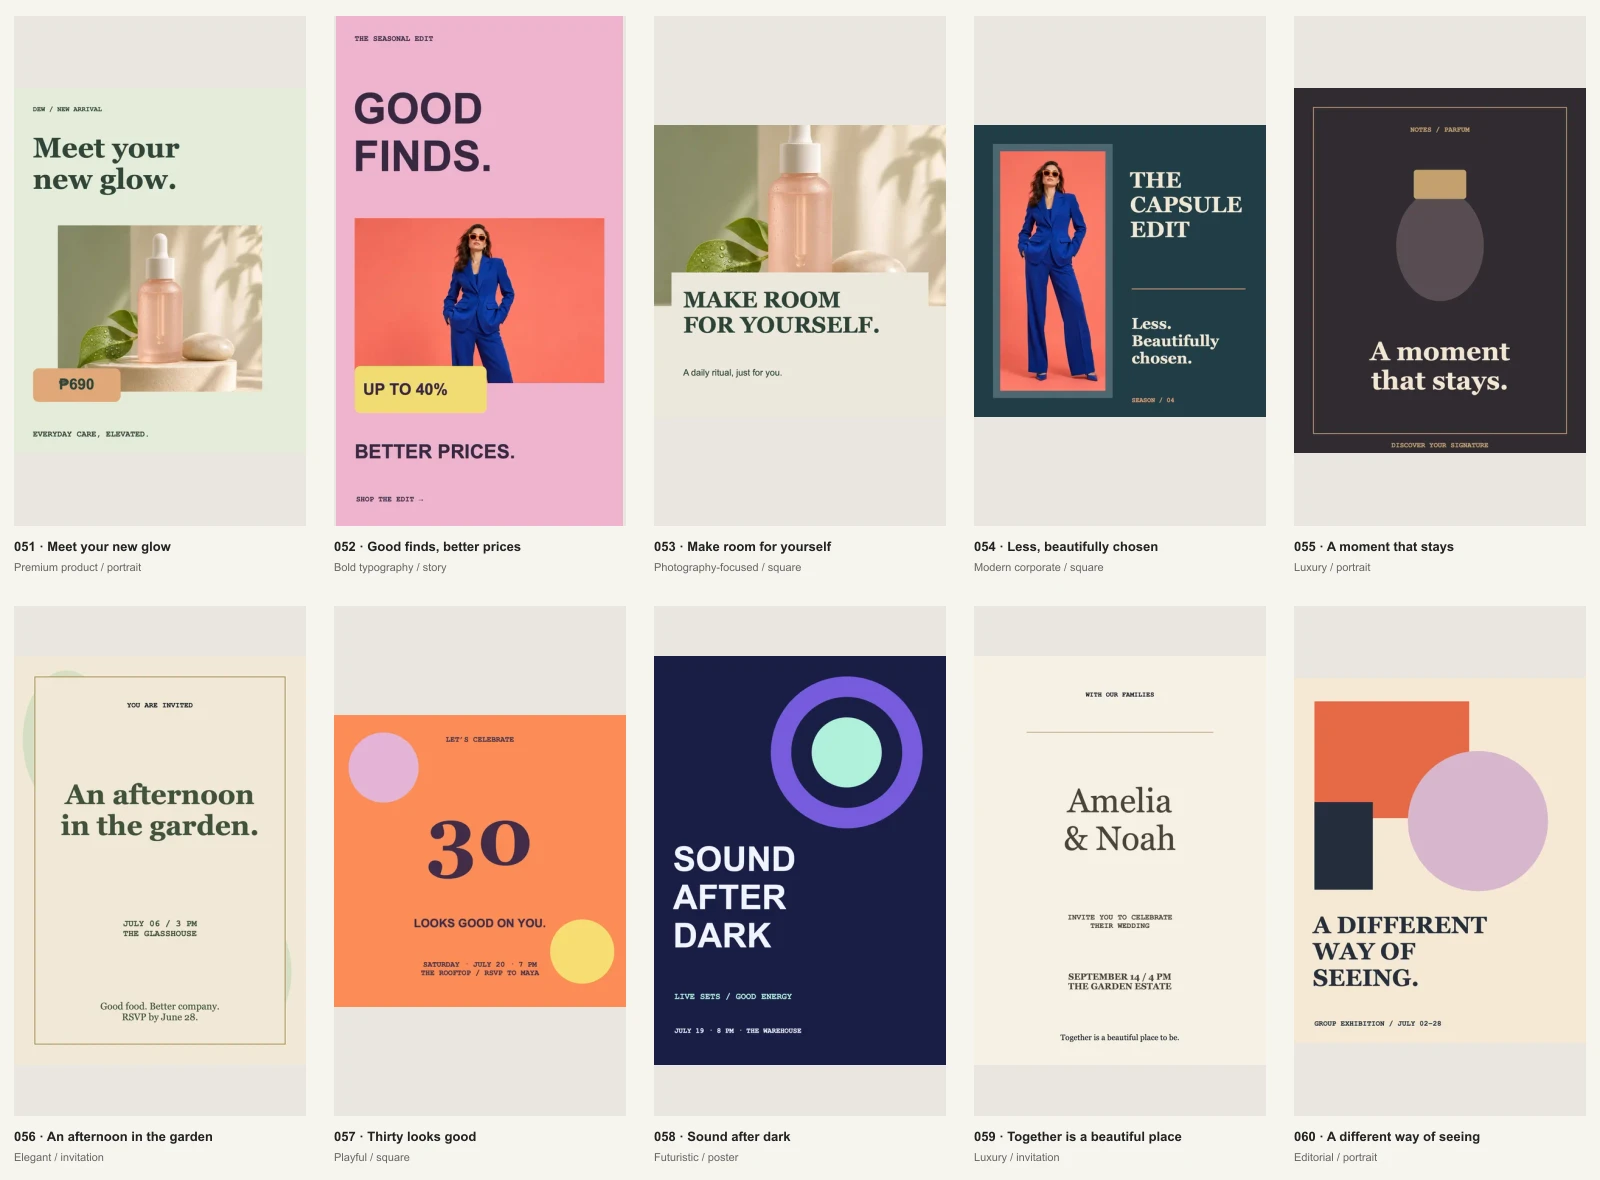 DEW / NEW ARRIVAL
Meet your
new glow.
₱690
EVERYDAY CARE, ELEVATED.
051 · Meet your new glow
Premium product / portrait
THE SEASONAL EDIT
GOOD
FINDS.
UP TO 40%
BETTER PRICES.
SHOP THE EDIT →
052 · Good finds, better prices
Bold typography / story
MAKE ROOM
FOR YOURSELF.
A daily ritual, just for you.
053 · Make room for yourself
Photography-focused / square
THE
CAPSULE
EDIT
Less.
Beautifully
chosen.
SEASON / 04
054 · Less, beautifully chosen
Modern corporate / square
NOTES / PARFUM
A moment
that stays.
DISCOVER YOUR SIGNATURE
055 · A moment that stays
Luxury / portrait
YOU ARE INVITED
An afternoon
in the garden.
JULY 06 / 3 PM
THE GLASSHOUSE
Good food. Better company.
RSVP by June 28.
056 · An afternoon in the garden
Elegant / invitation
LET'S CELEBRATE
30
LOOKS GOOD ON YOU.
SATURDAY · JULY 20 · 7 PM
THE ROOFTOP / RSVP TO MAYA
057 · Thirty looks good
Playful / square
SOUND
AFTER
DARK
LIVE SETS / GOOD ENERGY
JULY 19 · 8 PM · THE WAREHOUSE
058 · Sound after dark
Futuristic / poster
WITH OUR FAMILIES
Amelia
& Noah
INVITE YOU TO CELEBRATE
THEIR WEDDING
SEPTEMBER 14 / 4 PM
THE GARDEN ESTATE
Together is a beautiful place to be.
059 · Together is a beautiful place
Luxury / invitation
A DIFFERENT
WAY OF
SEEING.
GROUP EXHIBITION / JULY 02–28
060 · A different way of seeing
Editorial / portrait